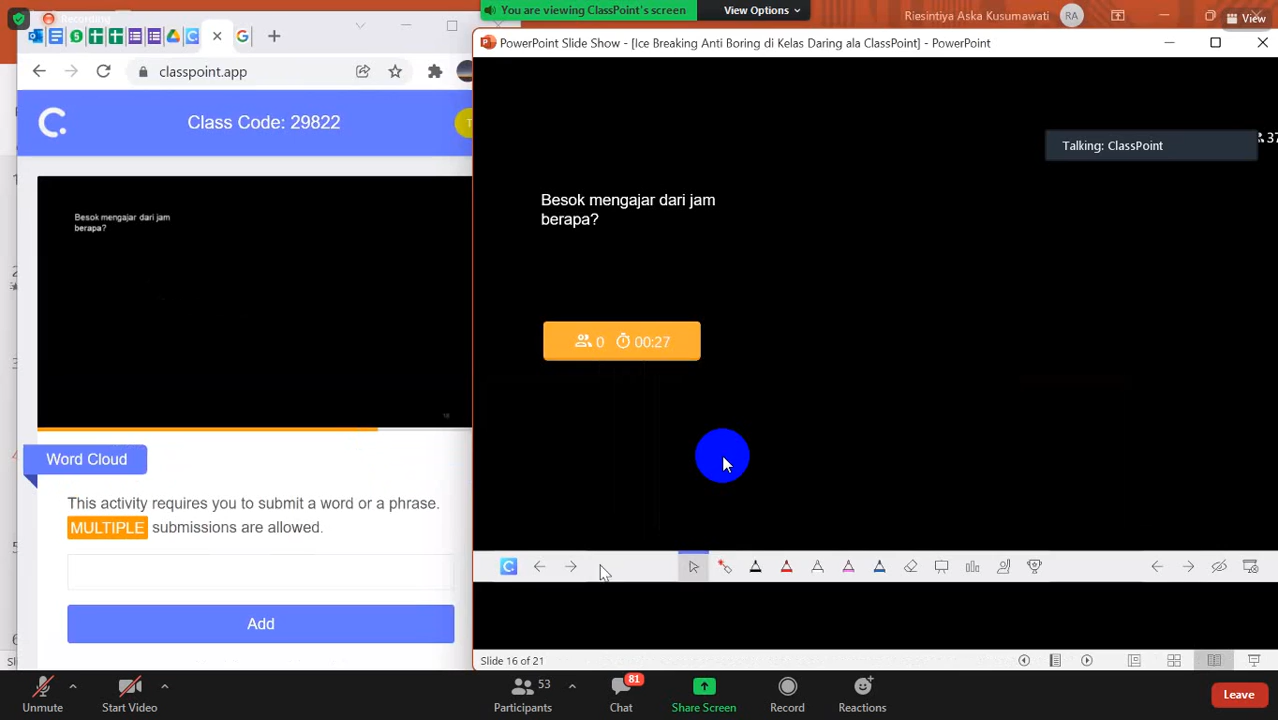 Recording
You are viewing ClassPoint's screen
View Options
Riesintiya Aska Kusumawati
RA
View
PowerPoint Slide Show - [Ice Breaking Anti Boring di Kelas Daring ala ClassPoint] - PowerPoint
classpoint.app
Class Code: 29822
T
Talking: ClassPoint
37
Besok mengajar dari jam
berapa?
Besok mengajar dari jam
berapa?
0 00:27
Word Cloud
This activity requires you to submit a word or a phrase.
MULTIPLE submissions are allowed.
Add
Slide 16 of 21
Unmute
Start Video
53
Participants
81
Chat
Share Screen
Record
Reactions
Leave